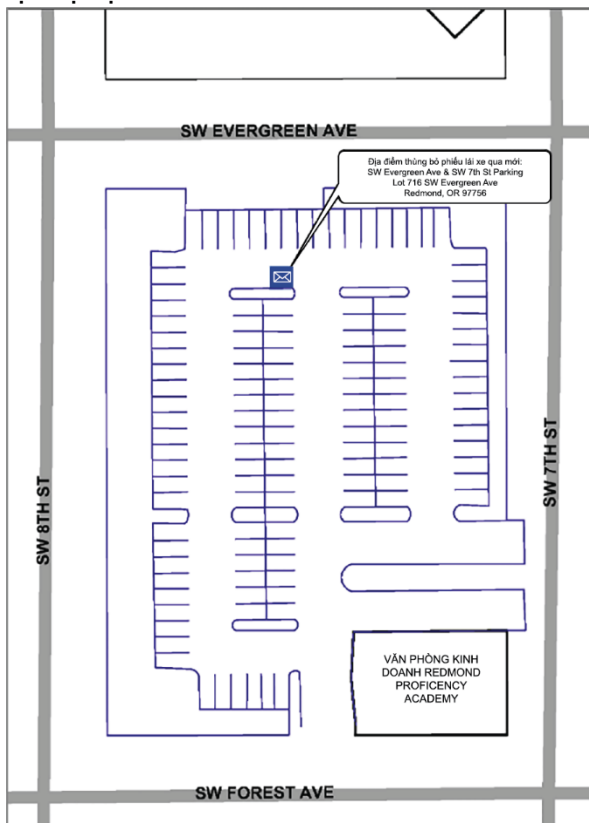 SW EVERGREEN AVE
Địa điểm thùng bỏ phiếu lái xe qua mới:
SW Evergreen Ave & SW 7th St Parking
Lot 716 SW Evergreen Ave
Redmond, OR 97756
SW 8TH ST
SW 7TH ST
VĂN PHÒNG KINH
DOANH REDMOND
PROFICENCY
ACADEMY
SW FOREST AVE